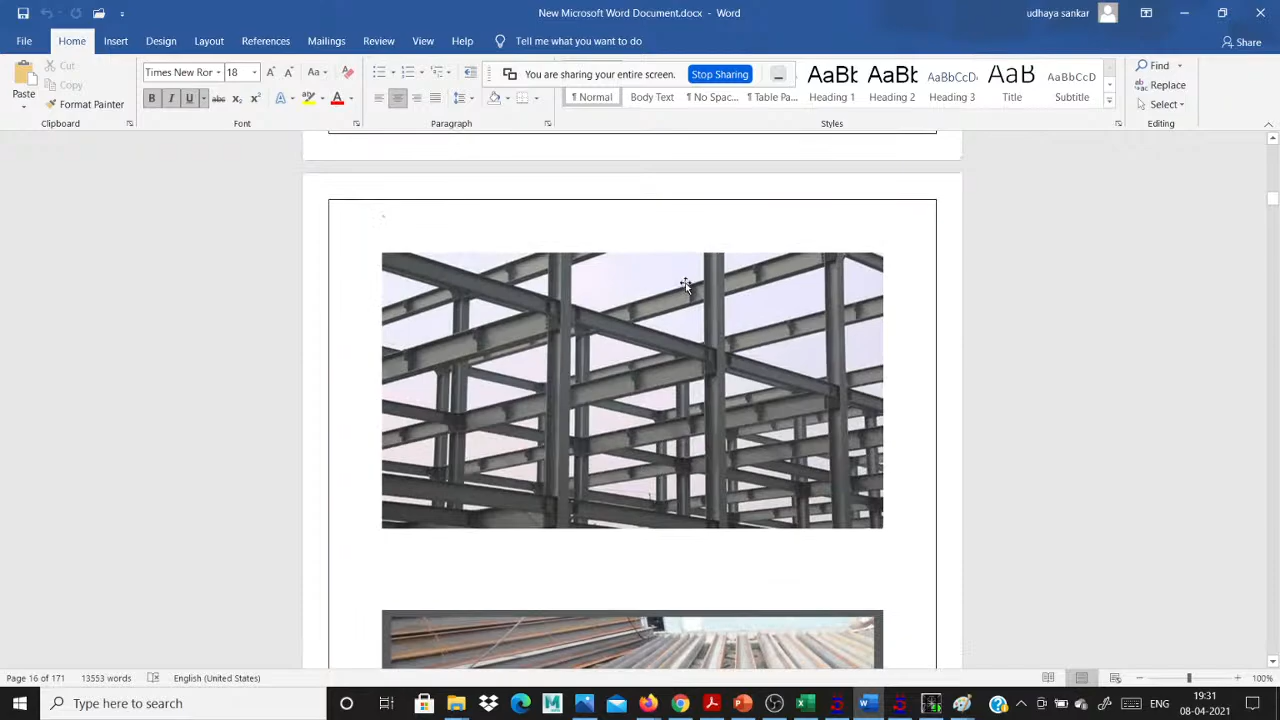 New Microsoft Word Document.docx - Word
udhaya sankar
File Home Insert Design Layout References Mailings Review View Help Tell me what you want to do
Share
Paste
Cut
Copy
Format Painter
Clipboard
Times New Ror 18
Font
Paragraph
You are sharing your entire screen. Stop Sharing
AaBb AaBb AaBbCcD AaB AaBbCcD
¶ Normal Body Text ¶ No Spac... ¶ Table Pa... Heading 1 Heading 2 Heading 3 Title Subtitle
Styles
Find
Replace
Select
Editing
Page 16 of 171 13553 words English (United States)
100%
Type here to search
ENG
19:31
08-04-2021